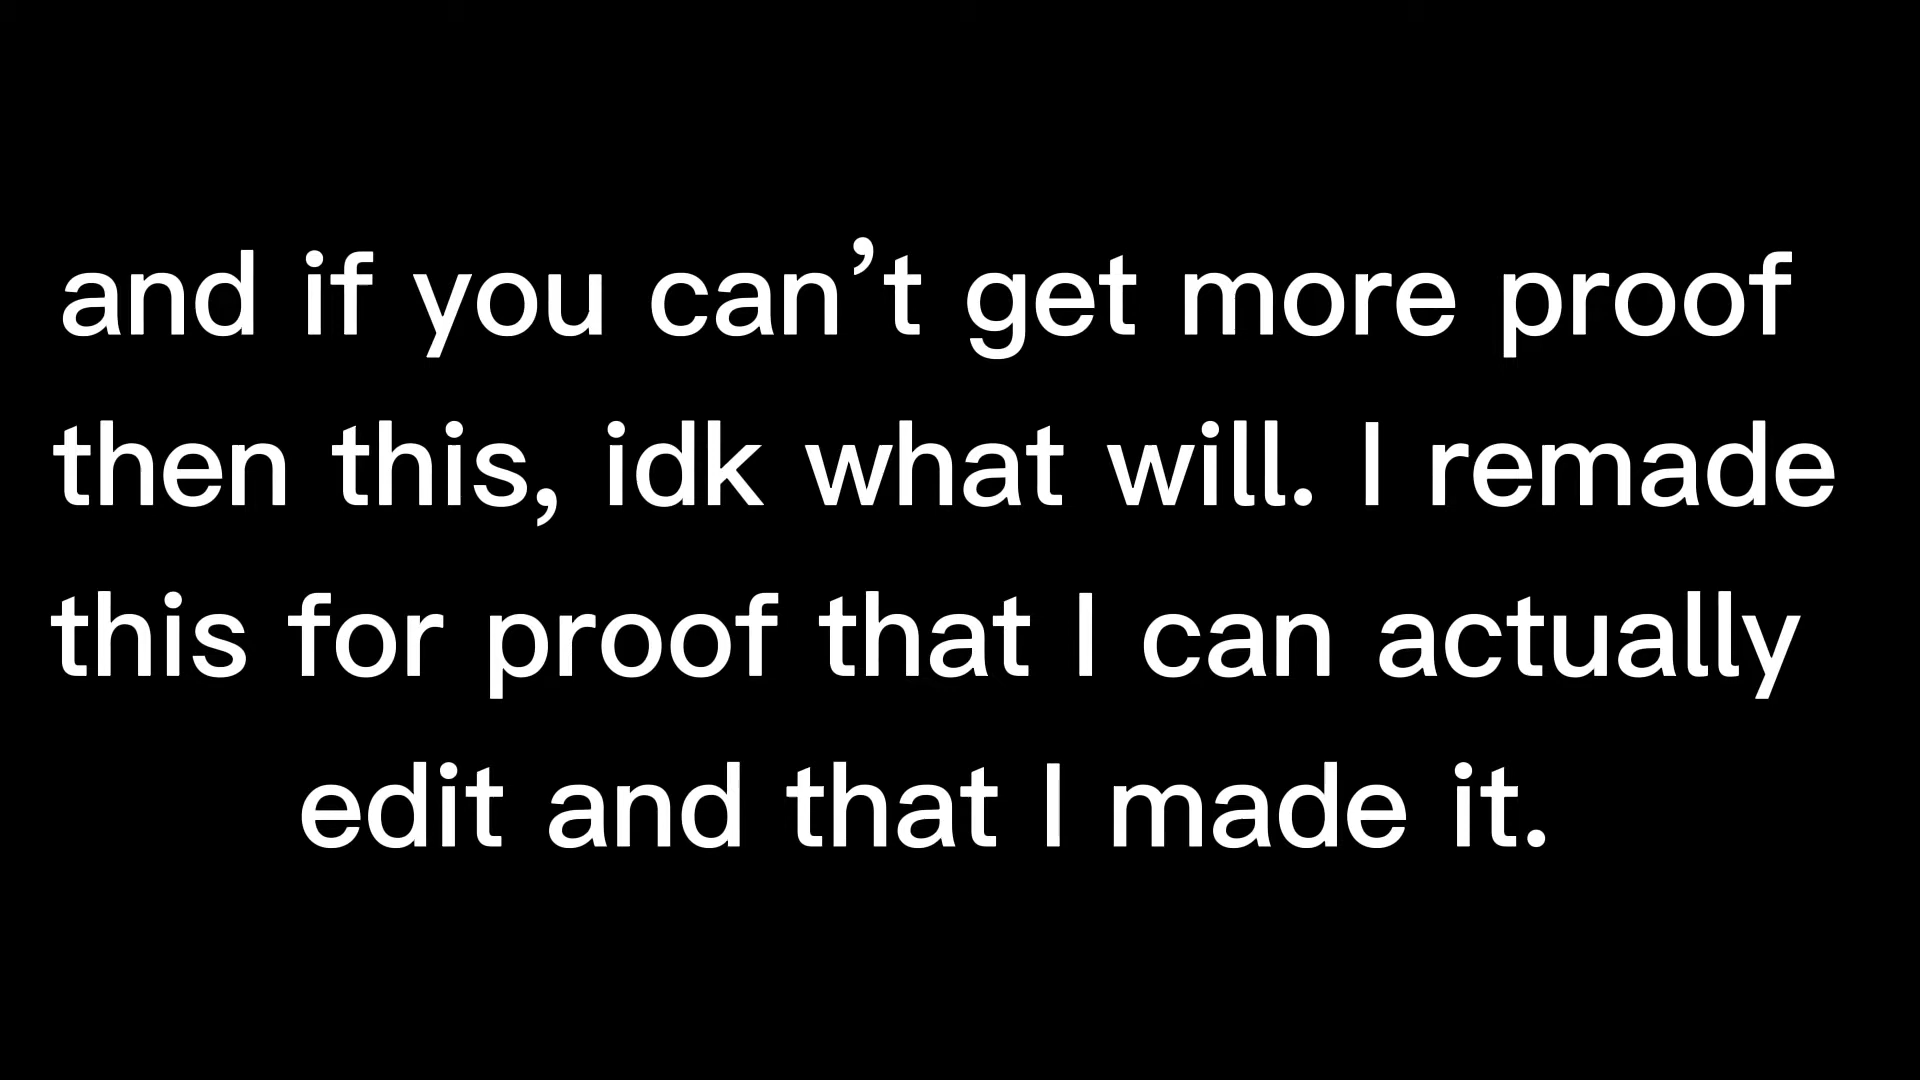 and if you can’t get more proof
then this, idk what will. I remade
this for proof that I can actually
edit and that I made it.